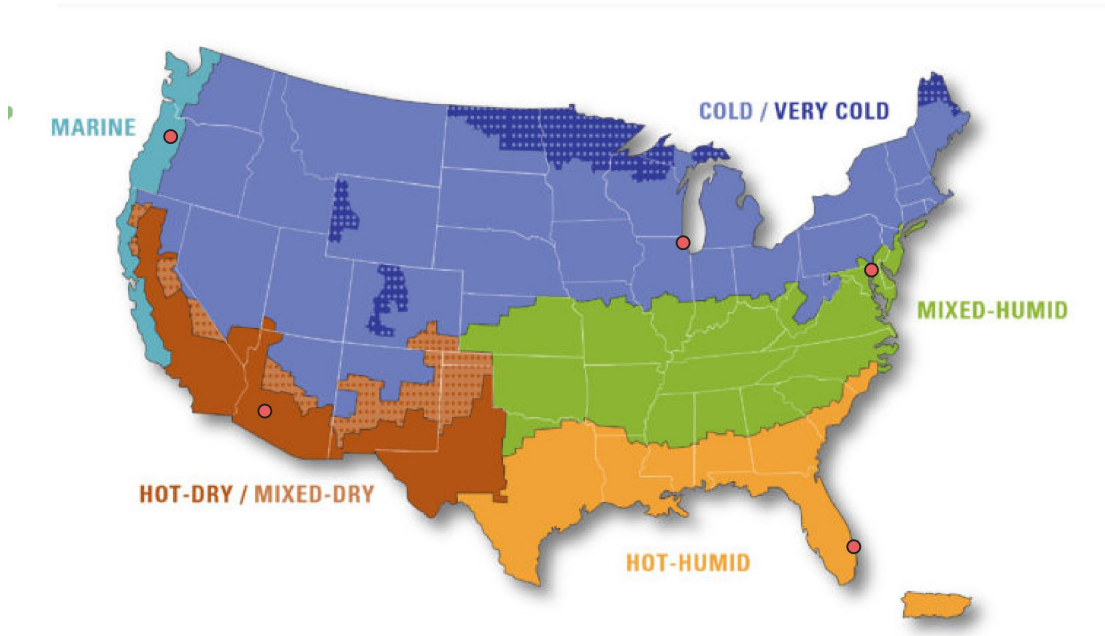 COLD / VERY COLD
MARINE
MIXED-HUMID
HOT-DRY / MIXED-DRY
HOT-HUMID